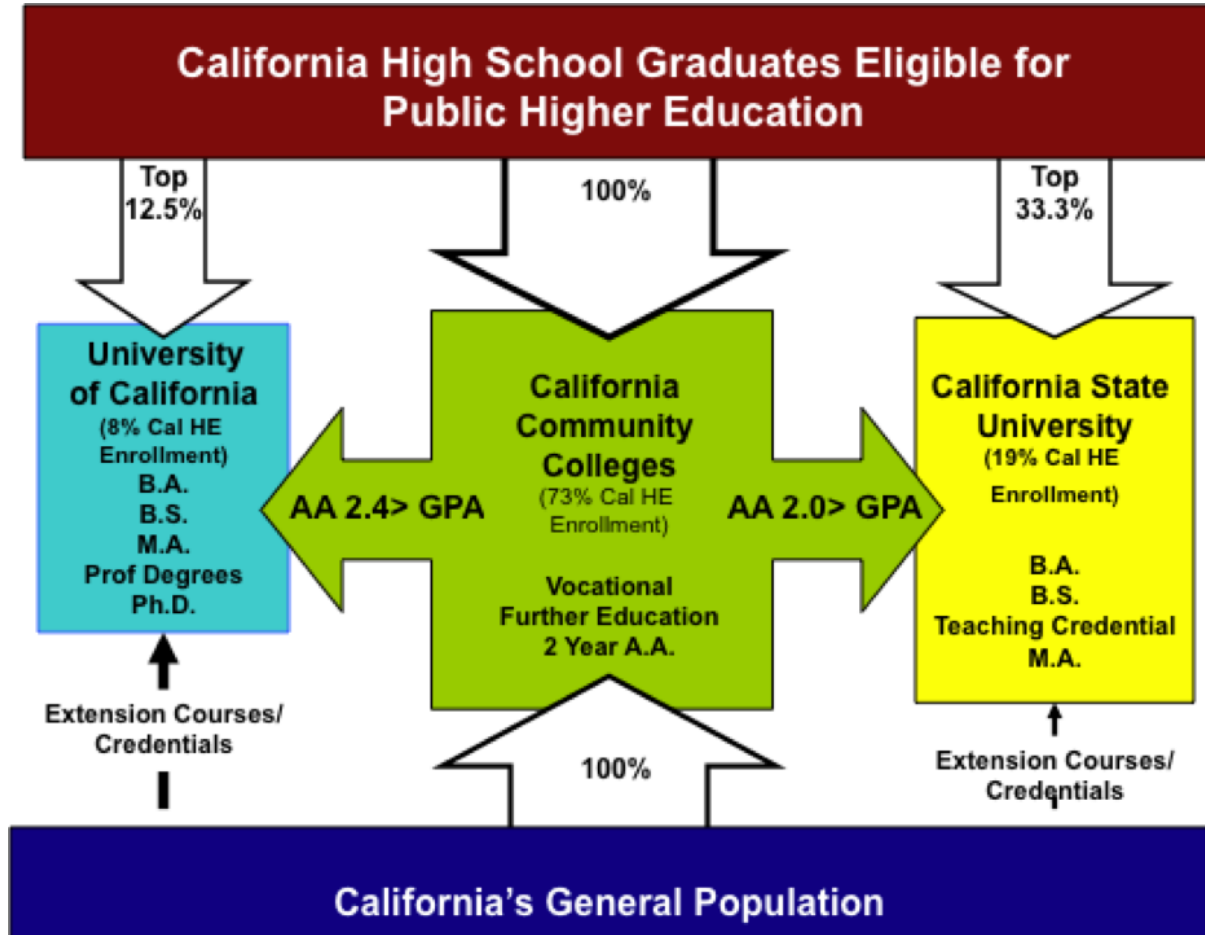 California High School Graduates Eligible for
Public Higher Education
Top
12.5%
100%
Top
33.3%
University
of California
(8% Cal HE
Enrollment)
B.A.
B.S.
M.A.
Prof Degrees
Ph.D.
AA 2.4> GPA
California
Community
Colleges
(73% Cal HE
Enrollment)
Vocational
Further Education
2 Year A.A.
AA 2.0> GPA
California State
University
(19% Cal HE
Enrollment)
B.A.
B.S.
Teaching Credential
M.A.
Extension Courses/
Credentials
100%
Extension Courses/
Credentials
California's General Population